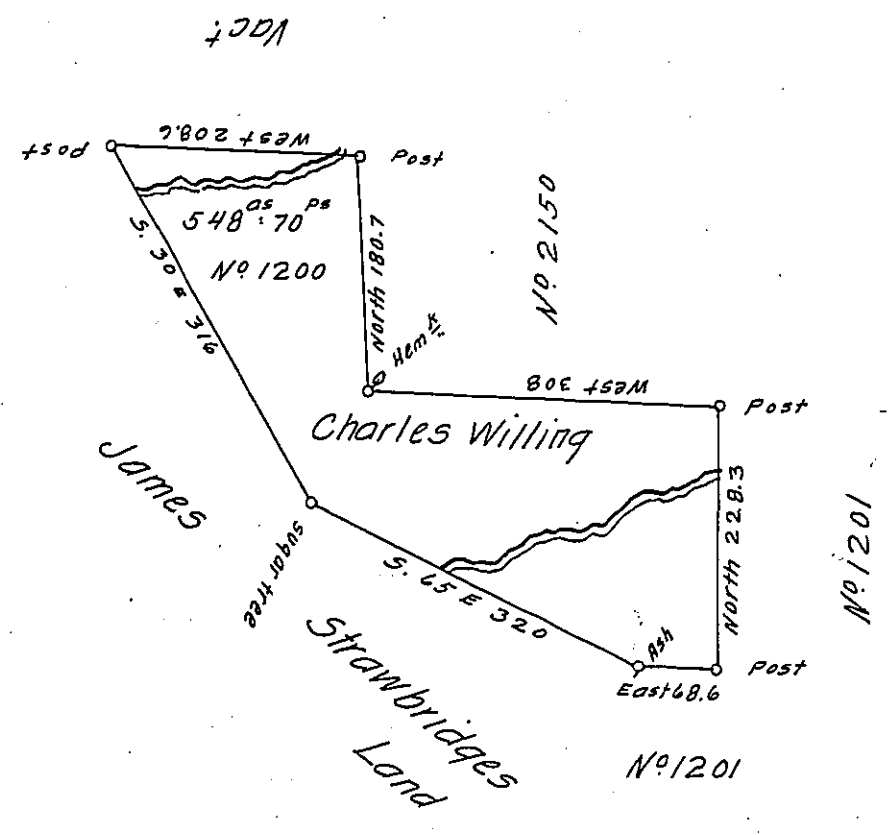 Vact
post
West 208.6
Post
548 as : 70 ps
Nº 1200
S. 30 E 316
North 180.7
Hemk
Nº 2150
West 308
Post
Charles Willing
James
sugar tree
S. 65 E 320
Strawbridges
Land
North 228.3
Nº 1201
Ash
East 68.6
Post
Nº 1201